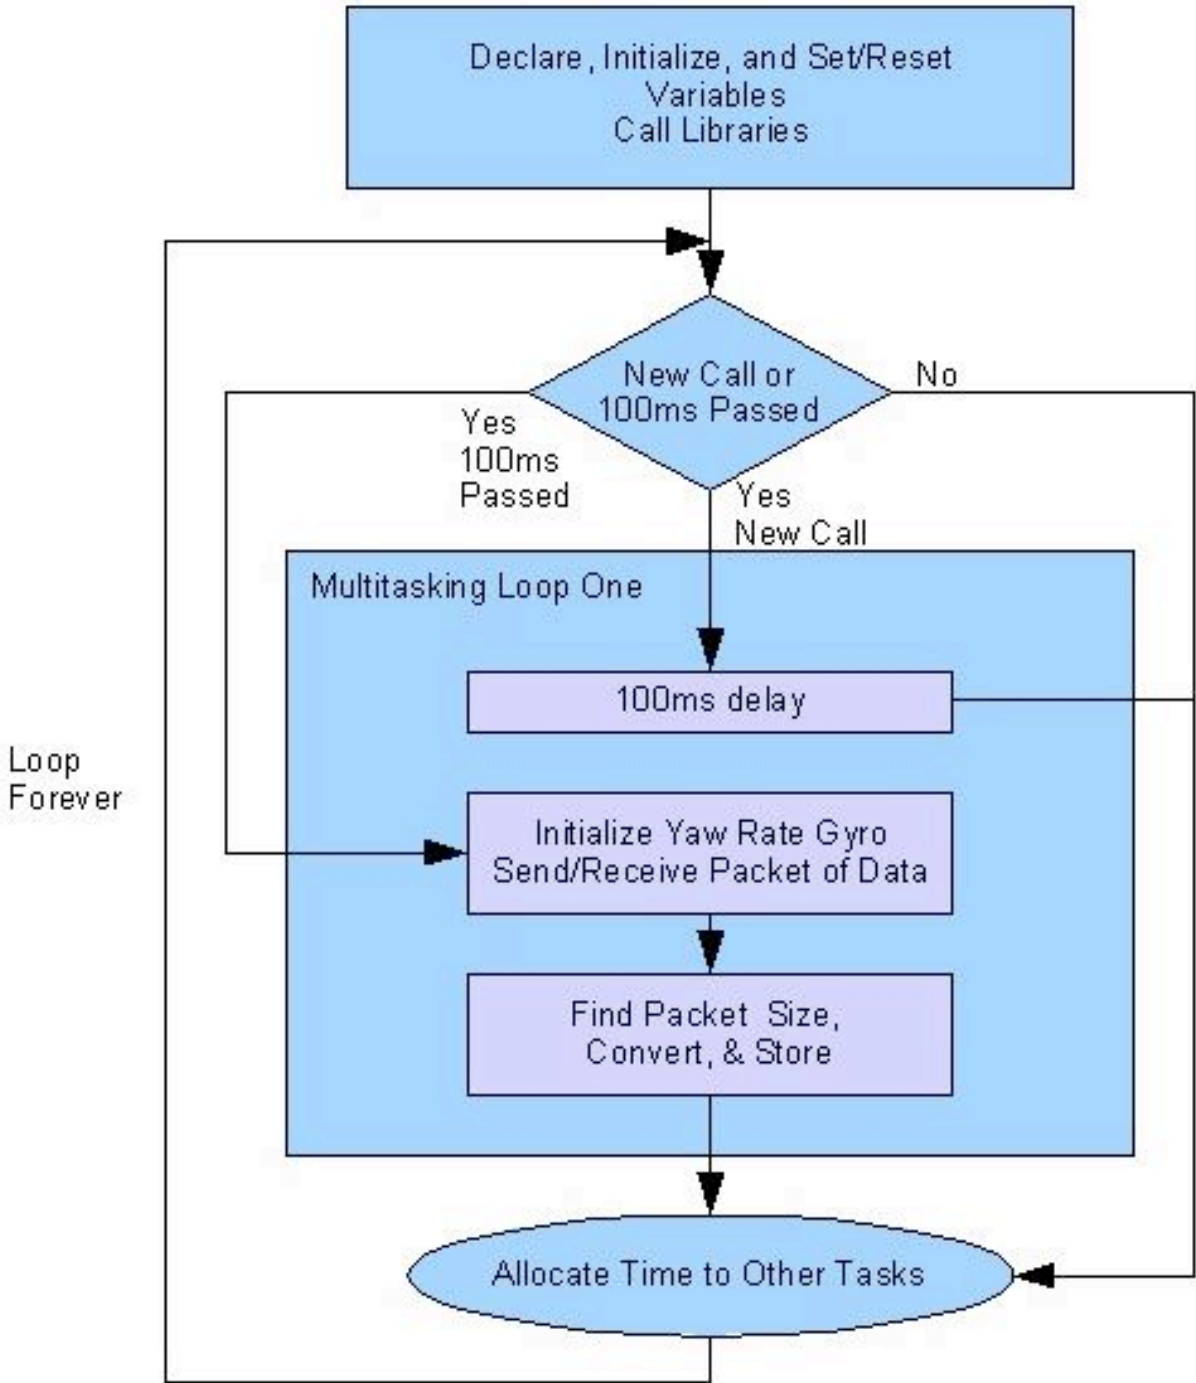 Declare, Initialize, and Set/Reset
Variables
Call Libraries
New Call or
100ms Passed
No
Yes
100ms
Passed
Yes
New Call
Multitasking Loop One
100ms delay
Loop
Forever
Initialize Yaw Rate Gyro
Send/Receive Packet of Data
Find Packet Size,
Convert, & Store
Allocate Time to Other Tasks